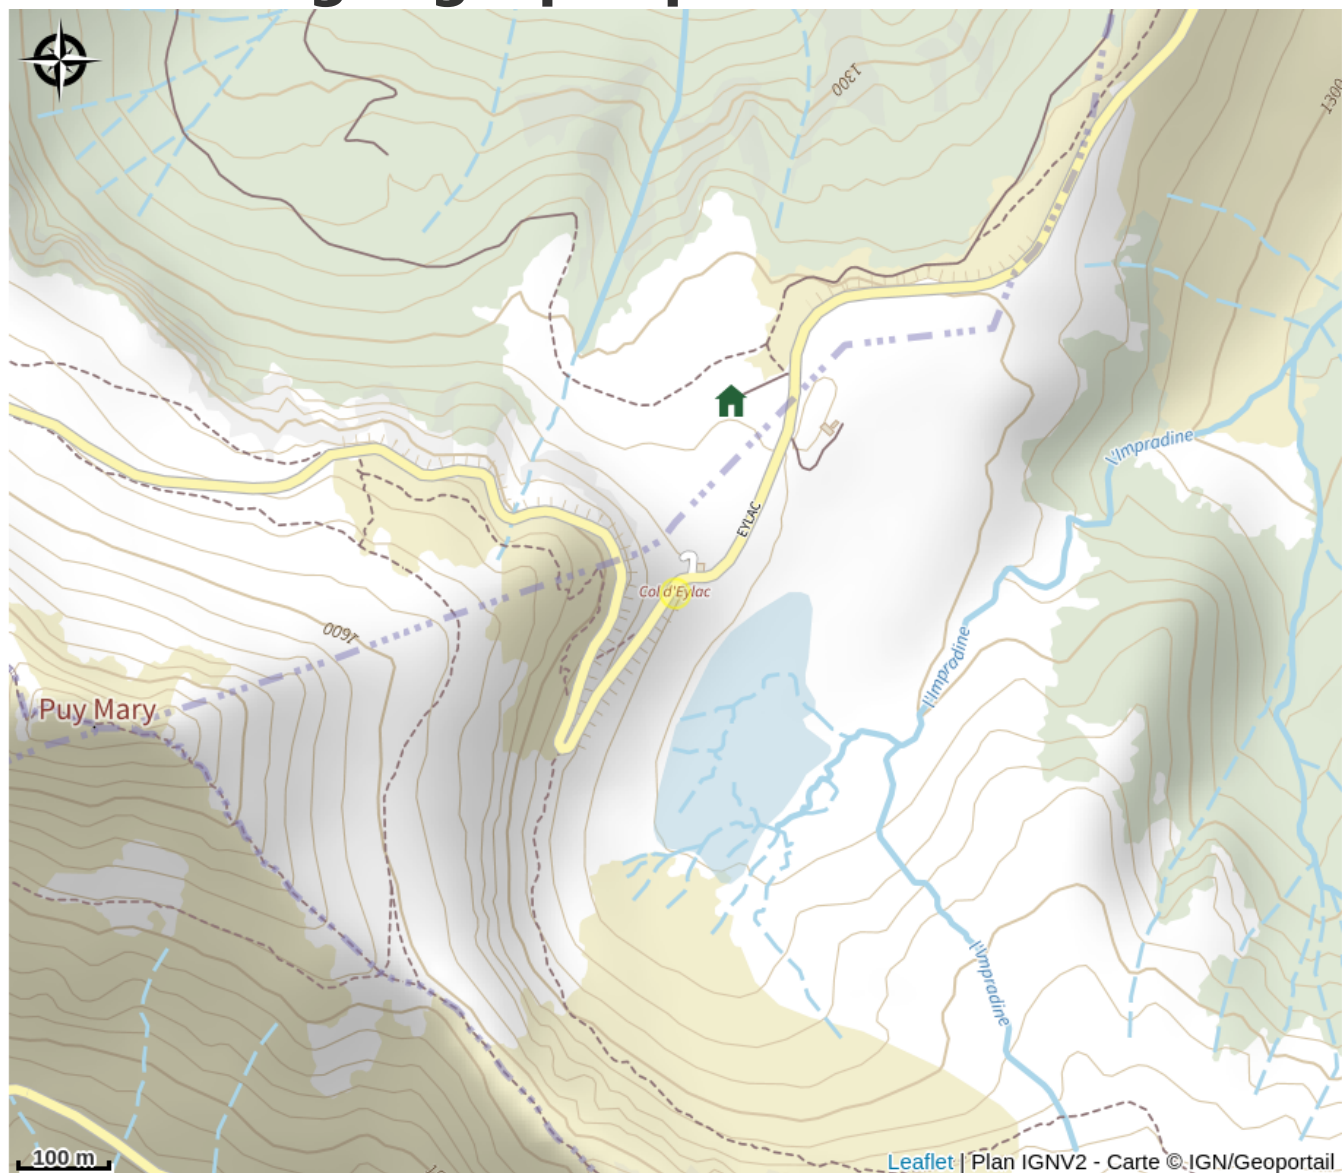 1300
1300
l'Impradine
EYLAC
Col d'Eylac
1600
l'Impradine
Puy Mary
l'Impradine
100 m
Leaflet | Plan IGNV2 - Carte © IGN/Geoportail